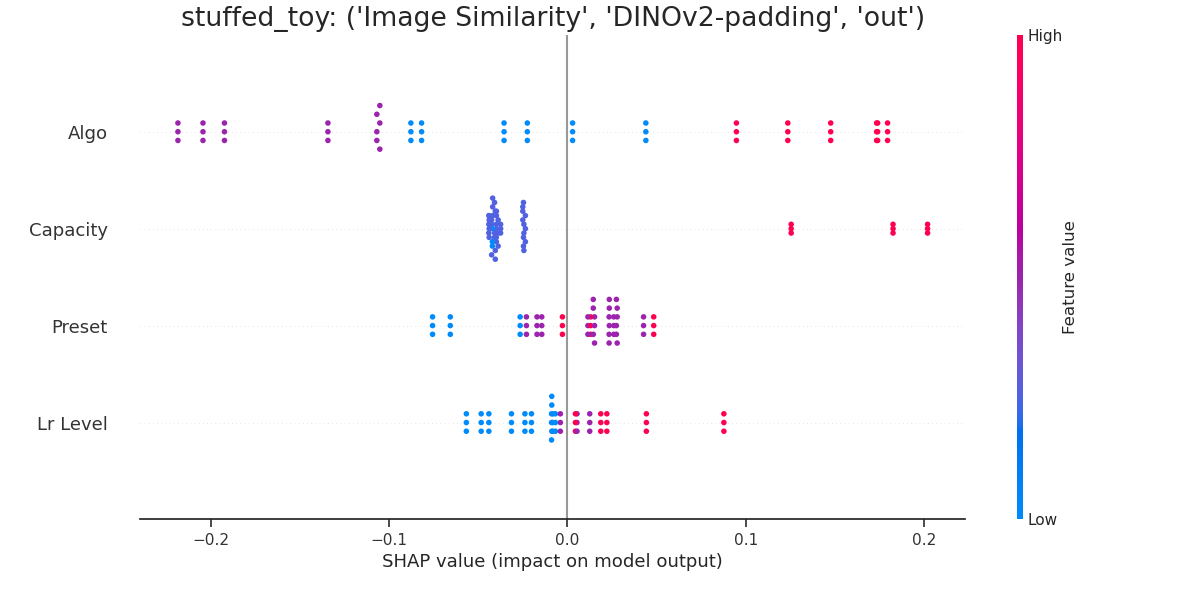 stuffed_toy: ('Image Similarity', 'DINOv2-padding', 'out')
High
Algo
Capacity
Preset
Lr Level
Feature value
Low
−0.2
−0.1
0.0
0.1
0.2
SHAP value (impact on model output)